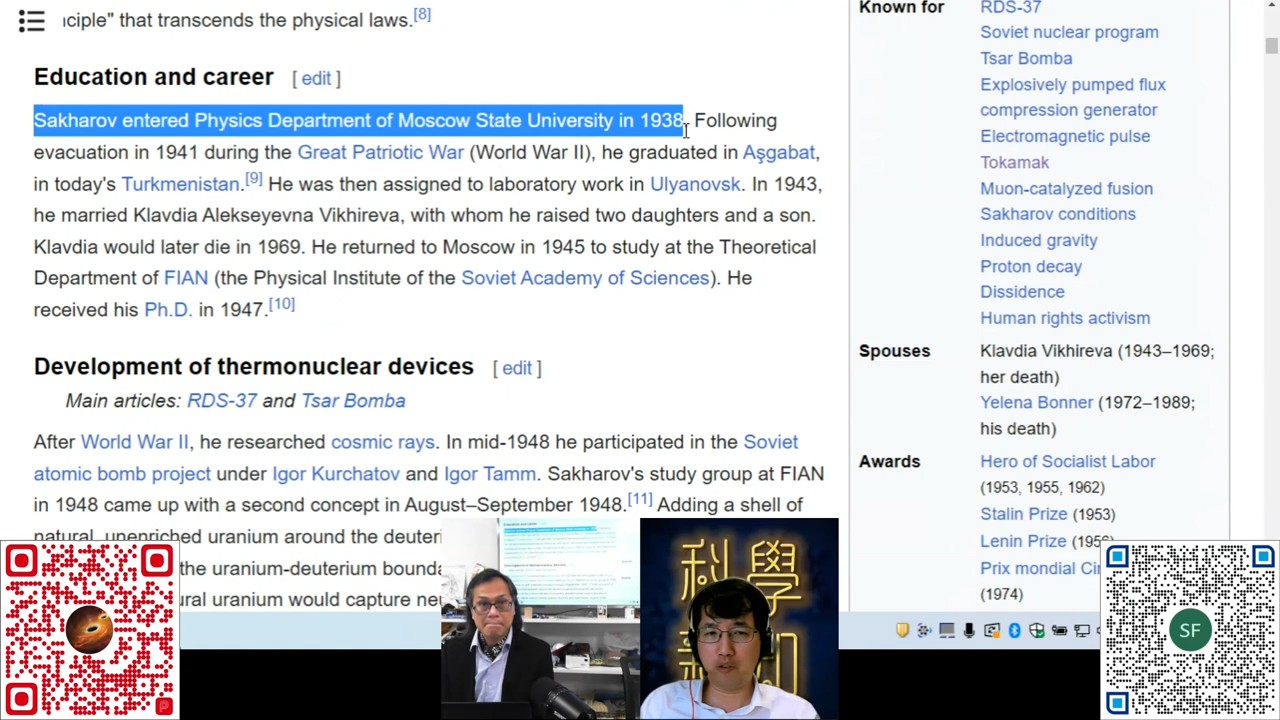 nciple" that transcends the physical laws.[8]
Education and career [ edit ]
Sakharov entered Physics Department of Moscow State University in 1938. Following
evacuation in 1941 during the Great Patriotic War (World War II), he graduated in Aşgabat,
in today's Turkmenistan.[9] He was then assigned to laboratory work in Ulyanovsk. In 1943,
he married Klavdia Alekseyevna Vikhireva, with whom he raised two daughters and a son.
Klavdia would later die in 1969. He returned to Moscow in 1945 to study at the Theoretical
Department of FIAN (the Physical Institute of the Soviet Academy of Sciences). He
received his Ph.D. in 1947.[10]
Development of thermonuclear devices [ edit ]
Main articles: RDS-37 and Tsar Bomba
After World War II, he researched cosmic rays. In mid-1948 he participated in the Soviet
atomic bomb project under Igor Kurchatov and Igor Tamm. Sakharov's study group at FIAN
in 1948 came up with a second concept in August–September 1948.[11] Adding a shell of
natural, unenriched uranium around the deuteri
the uranium-deuterium bounda
ural uranium would capture ne
Known for
RDS-37
Soviet nuclear program
Tsar Bomba
Explosively pumped flux
compression generator
Electromagnetic pulse
Tokamak
Muon-catalyzed fusion
Sakharov conditions
Induced gravity
Proton decay
Dissidence
Human rights activism
Spouses
Klavdia Vikhireva (1943–1969;
her death)
Yelena Bonner (1972–1989;
his death)
Awards
Hero of Socialist Labor
(1953, 1955, 1962)
Stalin Prize (1953)
Lenin Prize
Prix mondial Ci
(1974)
科學
SF